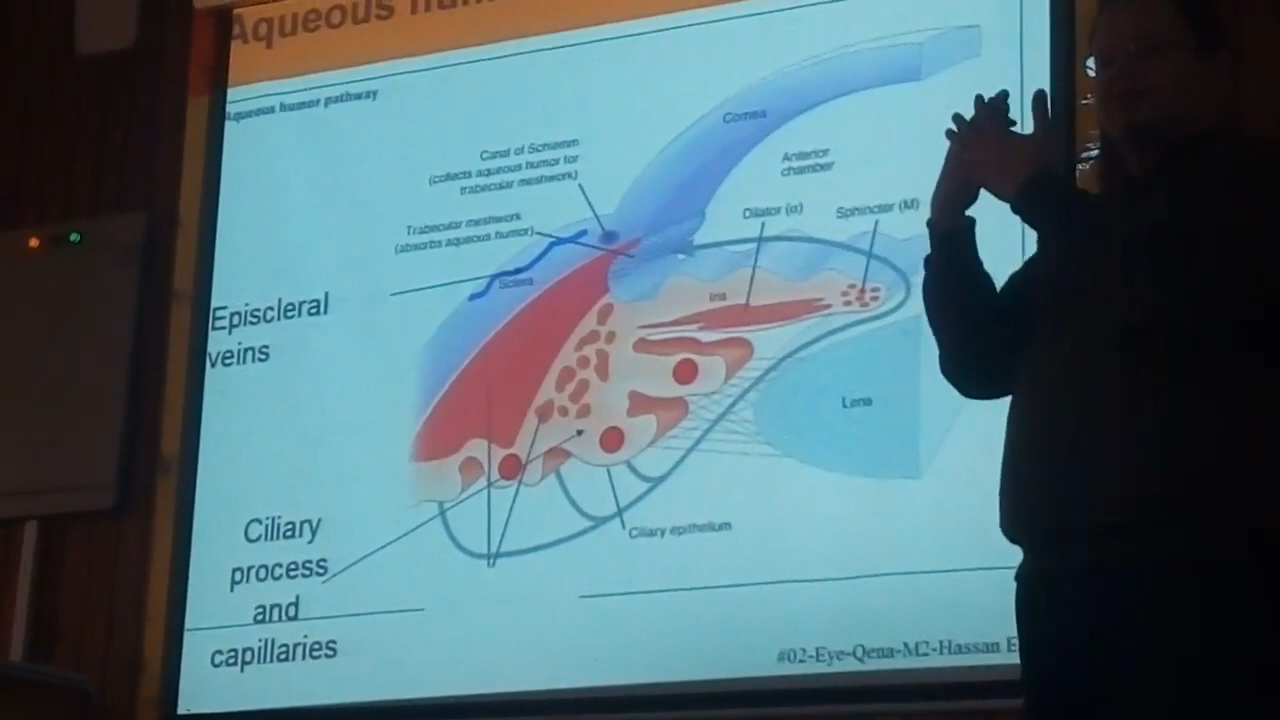 Aqueous
Aqueous humor pathway
Cornea
Canal of Schlemm
(collects aqueous humor for
trabecular meshwork)
Anterior
chamber
Trabecular meshwork
(absorbs aqueous humor)
Dilator (α)
Sphincter (M)
Sclera
Iris
Episcleral
veins
Lens
Ciliary
process
and
capillaries
Ciliary epithelium
#02-Eye-Qena-M2-Hassan E